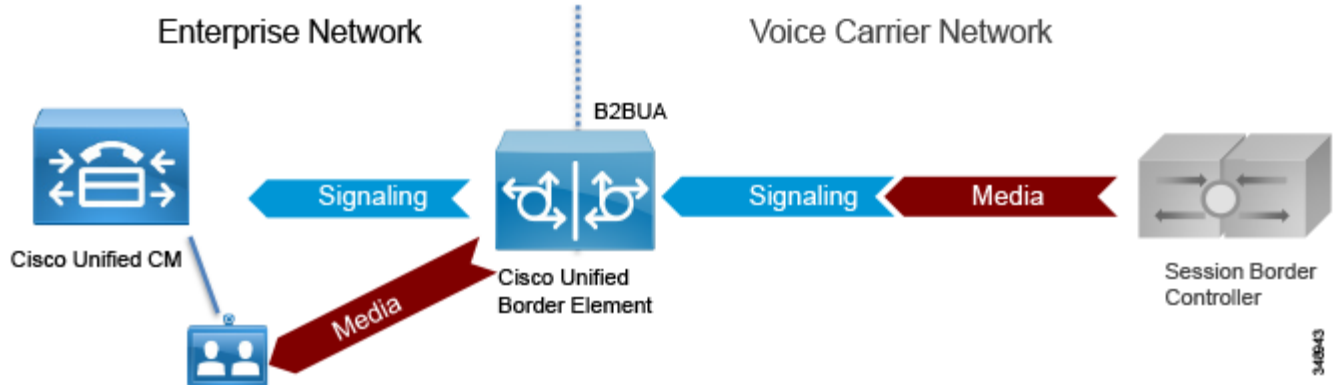 Enterprise Network
Voice Carrier Network
B2BUA
Signaling
Signaling
Media
Cisco Unified CM
Cisco Unified
Border Element
Media
Session Border
Controller
348943